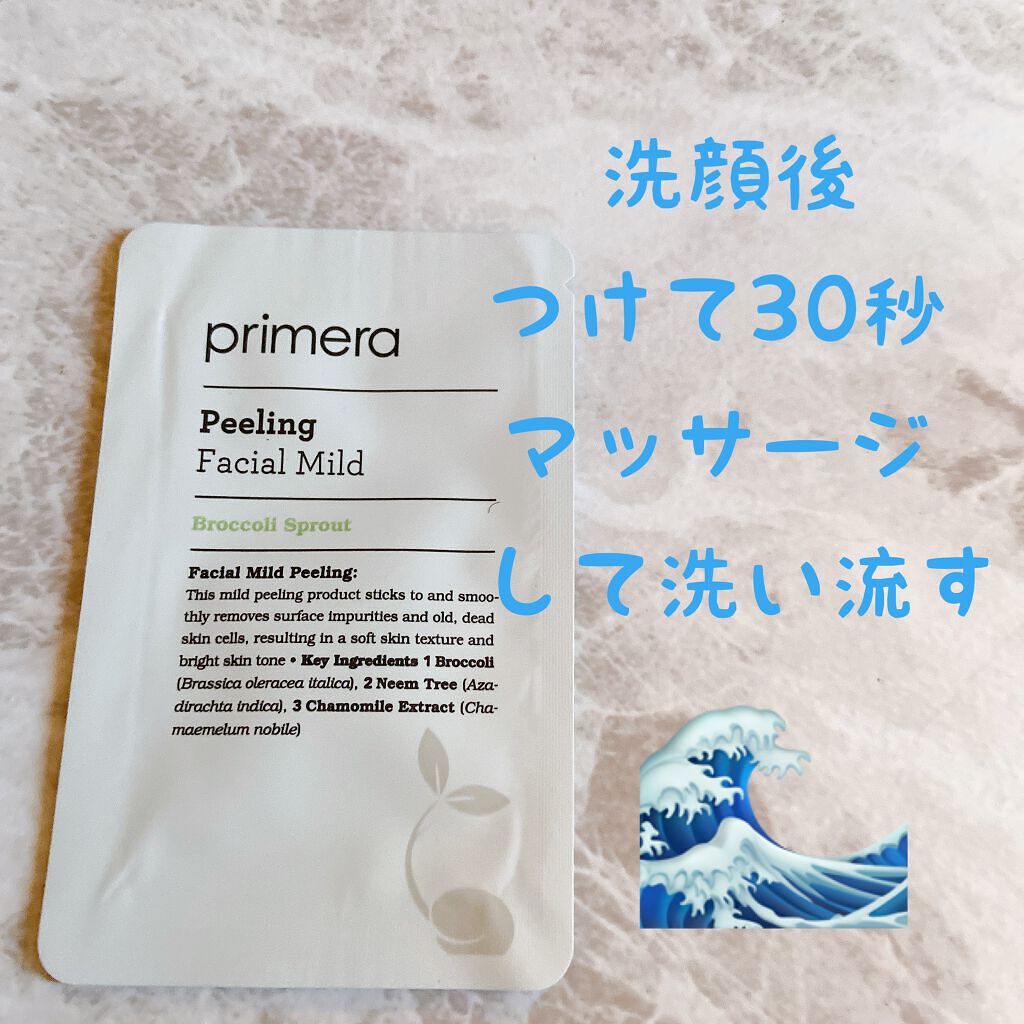 primera
Peeling
Facial Mild
Broccoli Sprout
Facial Mild Peeling:
This mild peeling product sticks to and smoo-
thly removes surface impurities and old, dead
skin cells, resulting in a soft skin texture and
bright skin tone • Key Ingredients 1 Broccoli
(Brassica oleracea italica), 2 Neem Tree (Aza-
dirachta indica), 3 Chamomile Extract (Cha-
maemelum nobile)
洗顔後
つけて30秒
マッサージ
して洗い流す